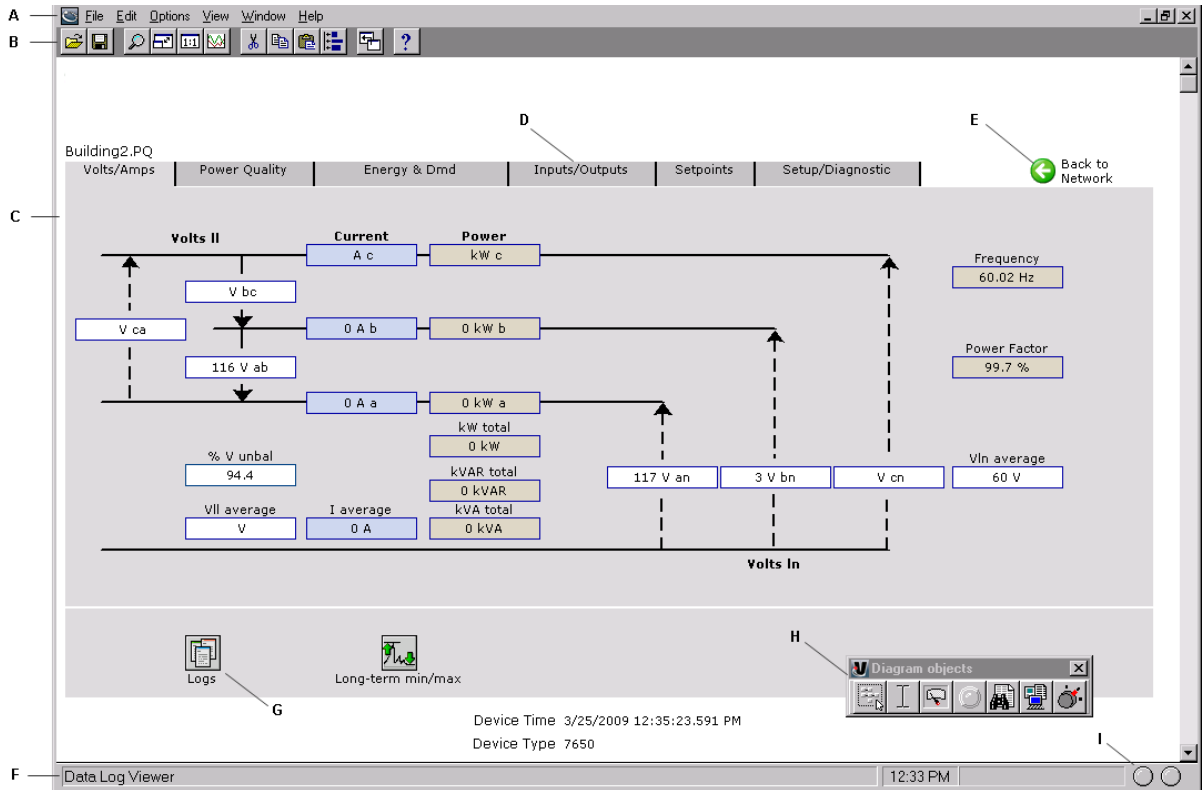 A
File Edit Options View Window Help
B
1:1
?
D
E
Building2.PQ
Volts/Amps Power Quality Energy & Dmd Inputs/Outputs Setpoints Setup/Diagnostic
Back to
Network
C
Volts ll Current Power
A c kW c
Frequency
60.02 Hz
V bc
V ca
0 A b 0 kW b
Power Factor
99.7 %
116 V ab
0 A a 0 kW a
kW total
0 kW
% V unbal
94.4
kVAR total
0 kVAR
117 V an 3 V bn V cn
Vln average
60 V
Vll average I average kVA total
V 0 A 0 kVA
Volts ln
H
Diagram objects
Logs
Long-term min/max
G
Device Time 3/25/2009 12:35:23.591 PM
Device Type 7650
I
F
Data Log Viewer 12:33 PM